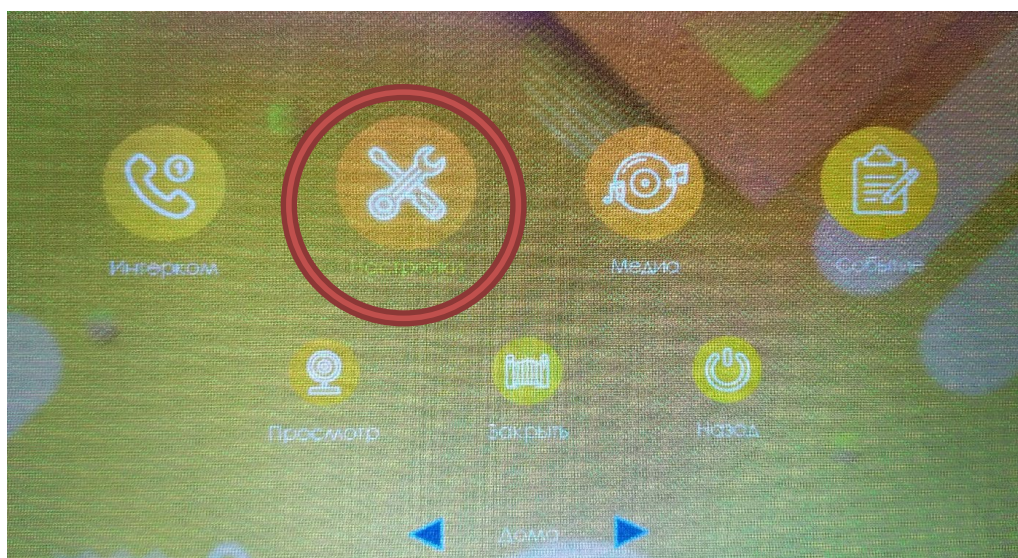 Интерком
Настройки
Медиа
Событие
Просмотр
Закрыть
Назад
Дома